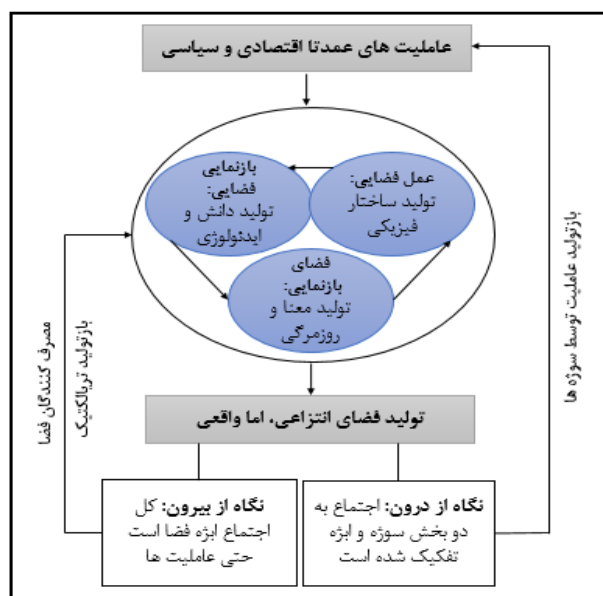 عاملیت های عمدتا اقتصادی و سیاسی
عمل فضایی:
تولید ساختار
فیزیکی
بازنمایی
فضایی:
تولید دانش و
ایدئولوژی
فضای
بازنمایی:
تولید معنا و
روزمرگی
تولید فضای انتزاعی، اما واقعی
نگاه از درون: اجتماع به
دو بخش سوژه و ابژه
تفکیک شده است
نگاه از بیرون: کل
اجتماع ابژه فضا است
حتی عاملیت ها
بازتولید عاملیت توسط سوژه ها
بازتولید تریالکتیک
مصرف کنندگان فضا